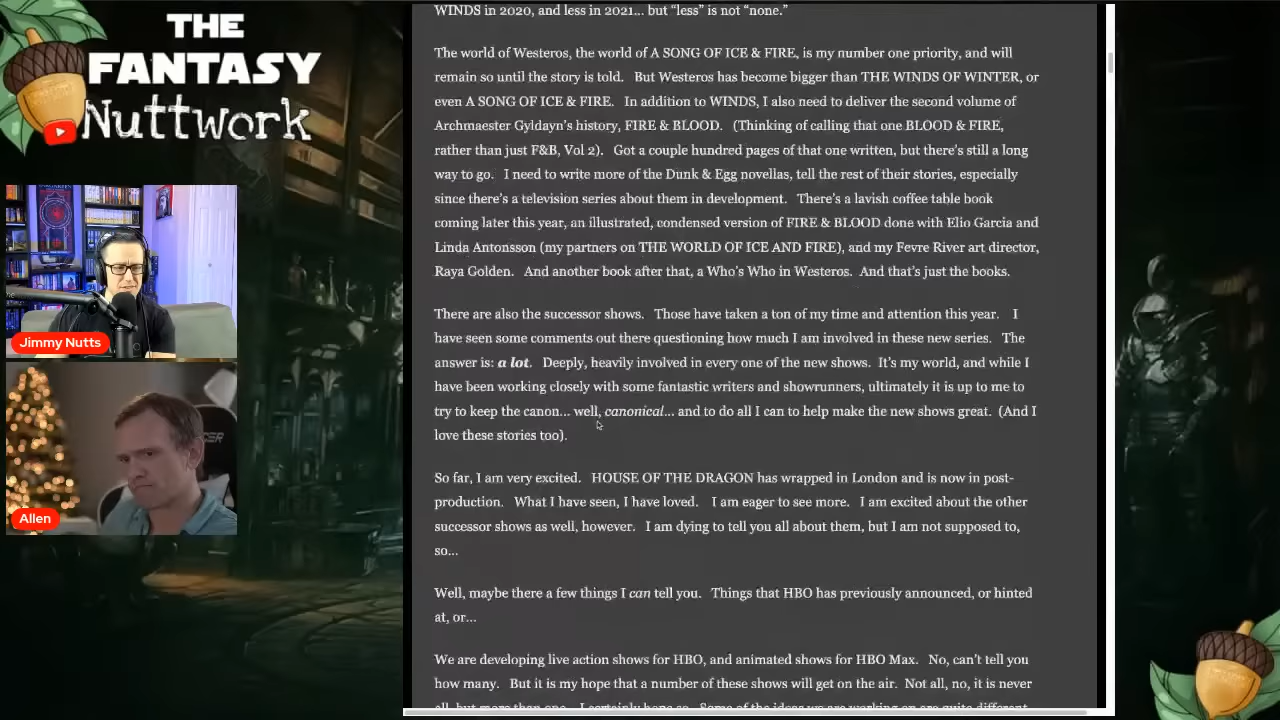 THE
FANTASY
Nuttwork
Jimmy Nutts
Allen
WINDS in 2020, and less in 2021... but “less” is not “none.”
The world of Westeros, the world of A SONG OF ICE & FIRE, is my number one priority, and will
remain so until the story is told. But Westeros has become bigger than THE WINDS OF WINTER, or
even A SONG OF ICE & FIRE. In addition to WINDS, I also need to deliver the second volume of
Archmaester Gyldayn’s history, FIRE & BLOOD. (Thinking of calling that one BLOOD & FIRE,
rather than just F&B, Vol 2). Got a couple hundred pages of that one written, but there’s still a long
way to go. I need to write more of the Dunk & Egg novellas, tell the rest of their stories, especially
since there’s a television series about them in development. There’s a lavish coffee table book
coming later this year, an illustrated, condensed version of FIRE & BLOOD done with Elio Garcia and
Linda Antonsson (my partners on THE WORLD OF ICE AND FIRE), and my Fevre River art director,
Raya Golden. And another book after that, a Who’s Who in Westeros. And that’s just the books.
There are also the successor shows. Those have taken a ton of my time and attention this year. I
have seen some comments out there questioning how much I am involved in these new series. The
answer is: a lot. Deeply, heavily involved in every one of the new shows. It’s my world, and while I
have been working closely with some fantastic writers and showrunners, ultimately it is up to me to
try to keep the canon... well, canonical... and to do all I can to help make the new shows great. (And I
love these stories too).
So far, I am very excited. HOUSE OF THE DRAGON has wrapped in London and is now in post-
production. What I have seen, I have loved. I am eager to see more. I am excited about the other
successor shows as well, however. I am dying to tell you all about them, but I am not supposed to,
so...
Well, maybe there a few things I can tell you. Things that HBO has previously announced, or hinted
at, or...
We are developing live action shows for HBO, and animated shows for HBO Max. No, can’t tell you
how many. But it is my hope that a number of these shows will get on the air. Not all, no, it is never
all, but more than one. I certainly hope so. Some of the ideas we are working on are quite different